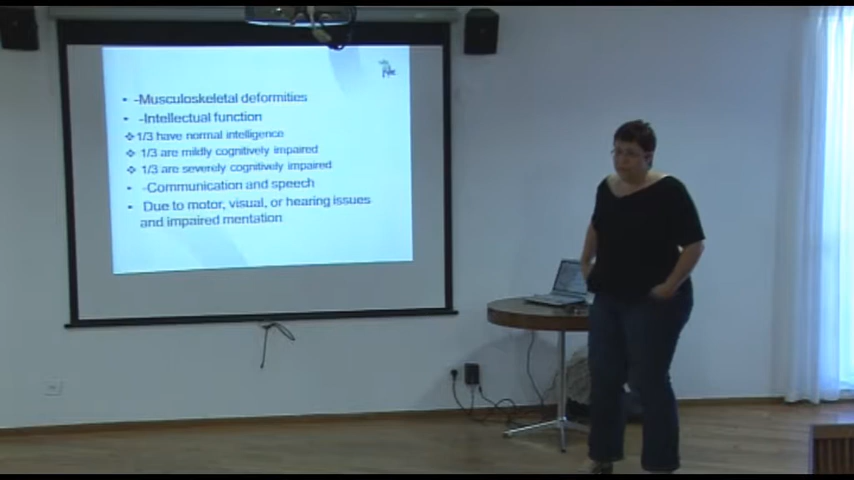 • -Musculoskeletal deformities
• -Intellectual function
❖ 1/3 have normal intelligence
❖ 1/3 are mildly cognitively impaired
❖ 1/3 are severely cognitively impaired
• -Communication and speech
• Due to motor, visual, or hearing issues
and impaired mentation